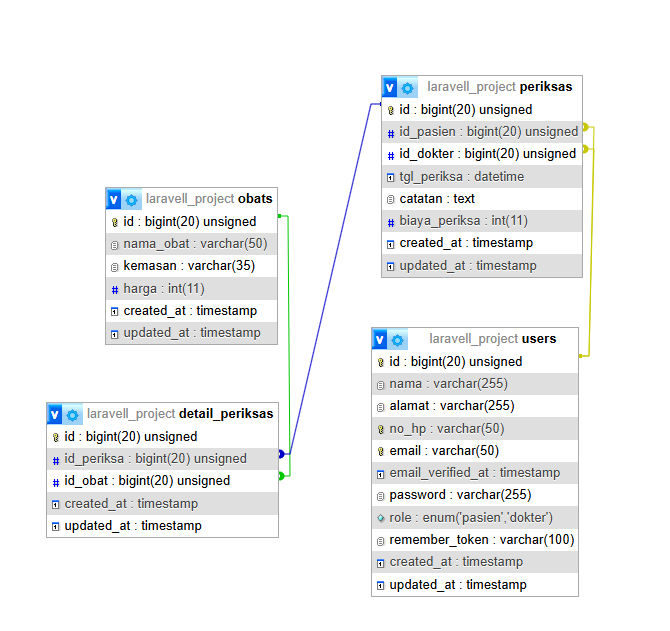 laravell_project periksas
id : bigint(20) unsigned
id_pasien : bigint(20) unsigned
id_dokter : bigint(20) unsigned
tgl_periksa : datetime
catatan : text
biaya_periksa : int(11)
created_at : timestamp
updated_at : timestamp
laravell_project obats
id : bigint(20) unsigned
nama_obat : varchar(50)
kemasan : varchar(35)
harga : int(11)
created_at : timestamp
updated_at : timestamp
laravell_project users
id : bigint(20) unsigned
nama : varchar(255)
alamat : varchar(255)
no_hp : varchar(50)
email : varchar(50)
email_verified_at : timestamp
password : varchar(255)
role : enum('pasien','dokter')
remember_token : varchar(100)
created_at : timestamp
updated_at : timestamp
laravell_project detail_periksas
id : bigint(20) unsigned
id_periksa : bigint(20) unsigned
id_obat : bigint(20) unsigned
created_at : timestamp
updated_at : timestamp